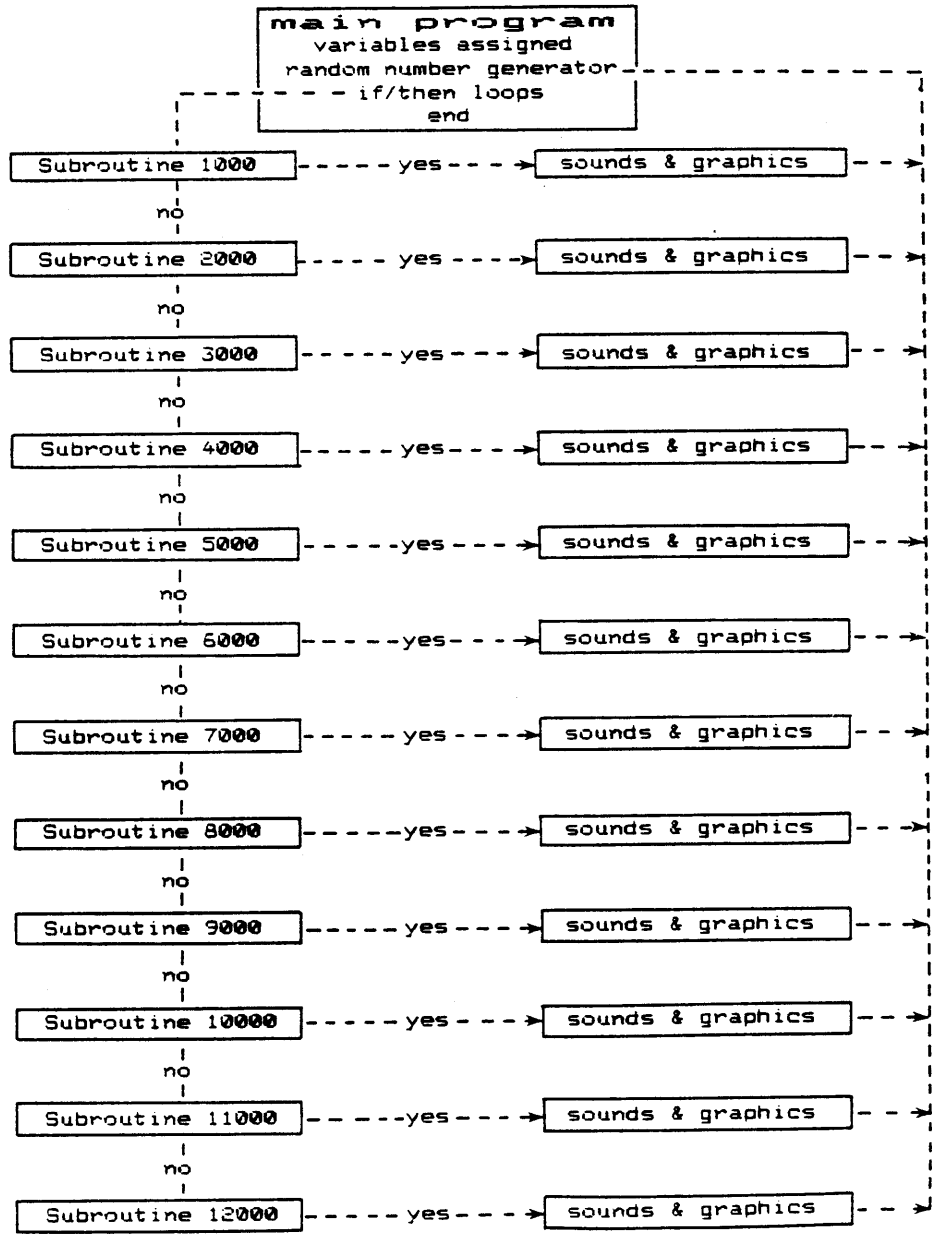 main program
variables assigned
random number generator
if/then loops
end
Subroutine 1000 yes sounds & graphics
no
Subroutine 2000 yes sounds & graphics
no
Subroutine 3000 yes sounds & graphics
no
Subroutine 4000 yes sounds & graphics
no
Subroutine 5000 yes sounds & graphics
no
Subroutine 6000 yes sounds & graphics
no
Subroutine 7000 yes sounds & graphics
no
Subroutine 8000 yes sounds & graphics
no
Subroutine 9000 yes sounds & graphics
no
Subroutine 10000 yes sounds & graphics
no
Subroutine 11000 yes sounds & graphics
no
Subroutine 12000 yes sounds & graphics